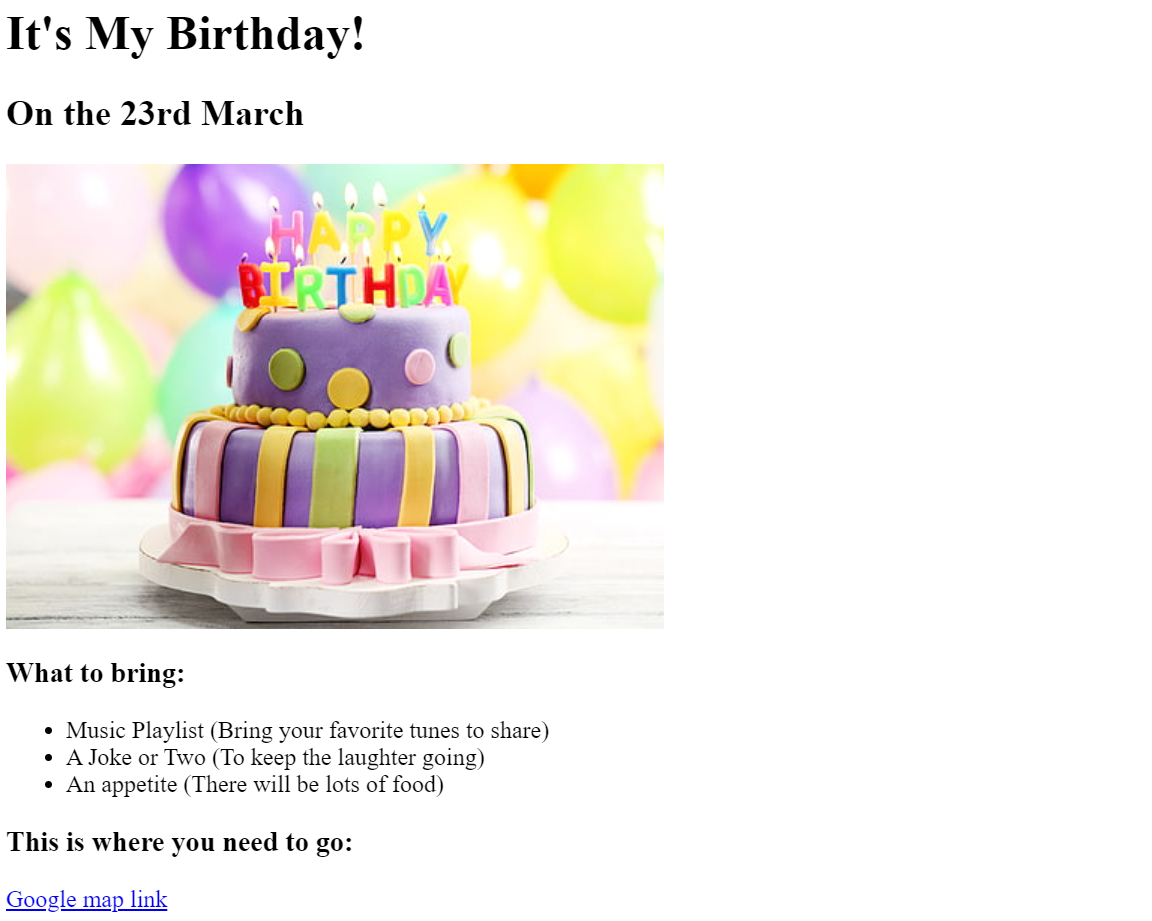 It's My Birthday!
On the 23rd March
HAPPY
BIRTHDAY
What to bring:
Music Playlist (Bring your favorite tunes to share)
A Joke or Two (To keep the laughter going)
An appetite (There will be lots of food)
This is where you need to go:
Google map link